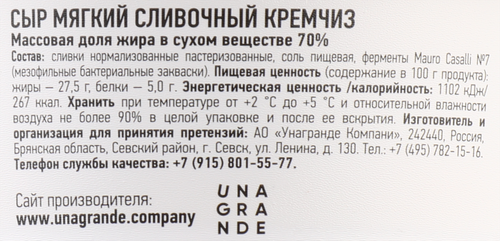 СЫР МЯГКИЙ СЛИВОЧНЫЙ КРЕМЧИЗ
Массовая доля жира в сухом веществе 70%
Состав: сливки нормализованные пастеризованные, соль пищевая, ферменты Mauro Casalli №7
(мезофильные бактериальные закваски). Пищевая ценность (содержание в 100 г продукта):
жиры – 27,5 г, белки – 5,0 г. Энергетическая ценность /калорийность: 1102 кДж/
267 ккал. Хранить при температуре от +2 °С до +5 °С и относительной влажности
воздуха не более 90% в целой упаковке и после ее вскрытия. Изготовитель и
организация для принятия претензий: АО «Унагранде Компани», 242440, Россия,
Брянская область, Севский район, г. Севск, ул. Ленина, д. 130. Тел.: +7 (495) 782-15-16.
Телефон службы качества: +7 (915) 801-55-77.
Сайт производителя:
www.unagrande.company
UNA
GRA
NDE